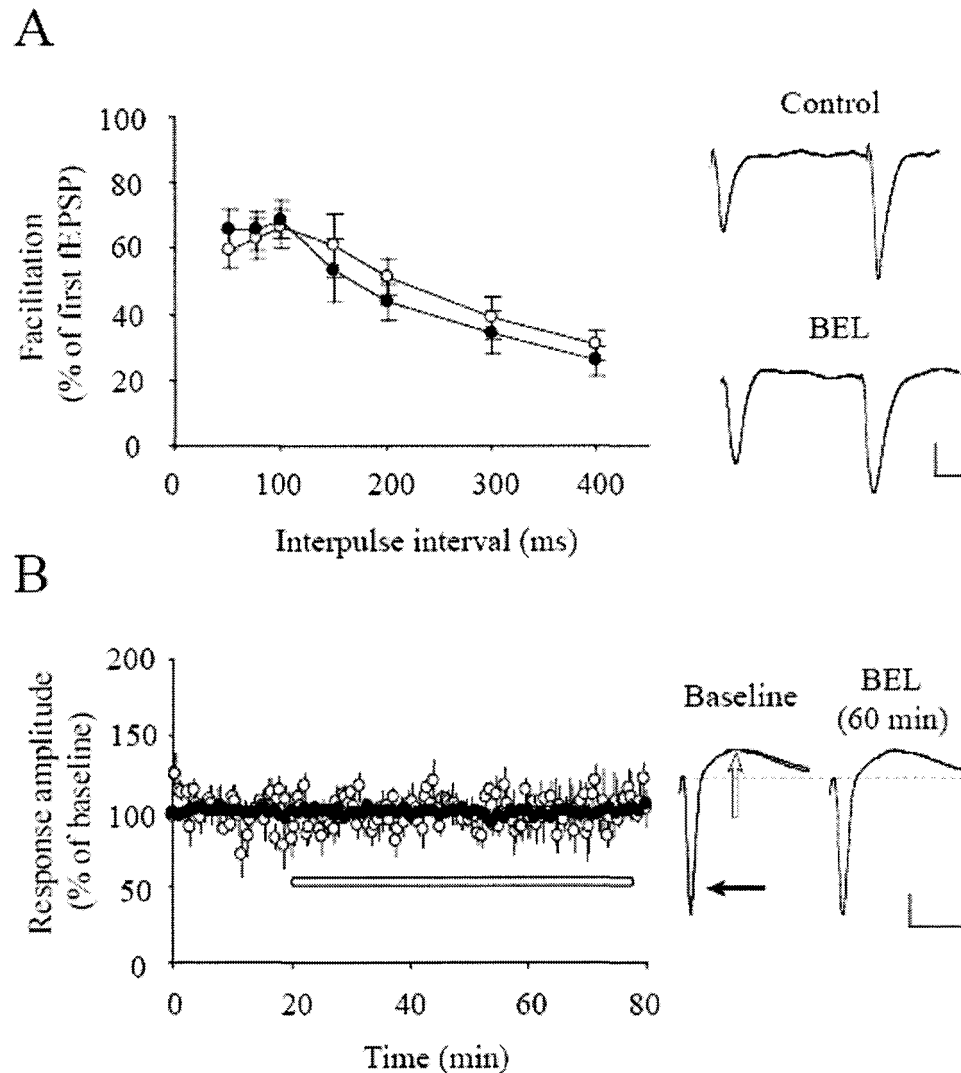 A
Facilitation
(% of first fEPSP)
100
80
60
40
20
0
0 100 200 300 400
Interpulse interval (ms)
Control
BEL
B
Response amplitude
(% of baseline)
200
150
100
50
0
0 20 40 60 80
Time (min)
Baseline
BEL
(60 min)